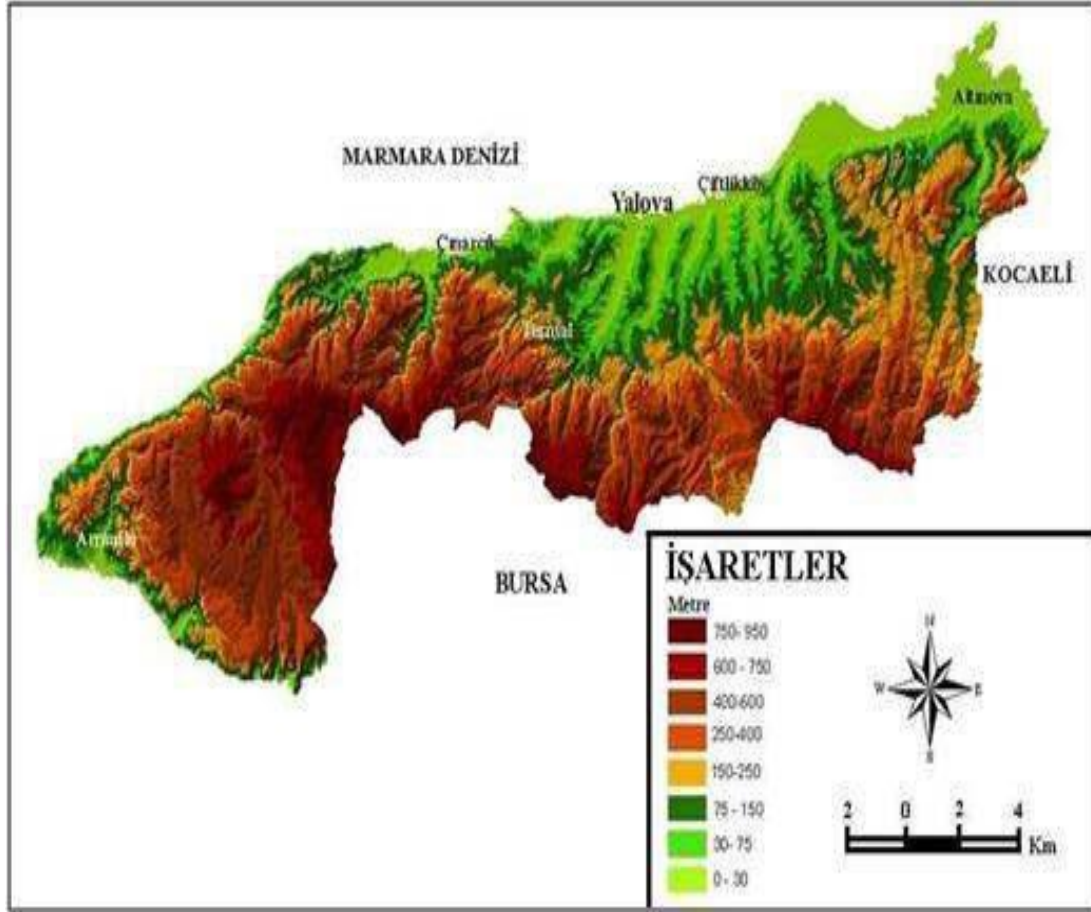 Altınova
MARMARA DENİZİ
Çiftlikköy
Yalova
Çınarcık
KOCAELİ
Termal
Armutlu
BURSA
İŞARETLER
Metre
750- 950
600 - 750
400-600
250-400
150-250
75 - 150
30- 75
0 - 30
N
W E
S
2 0 2 4
Km